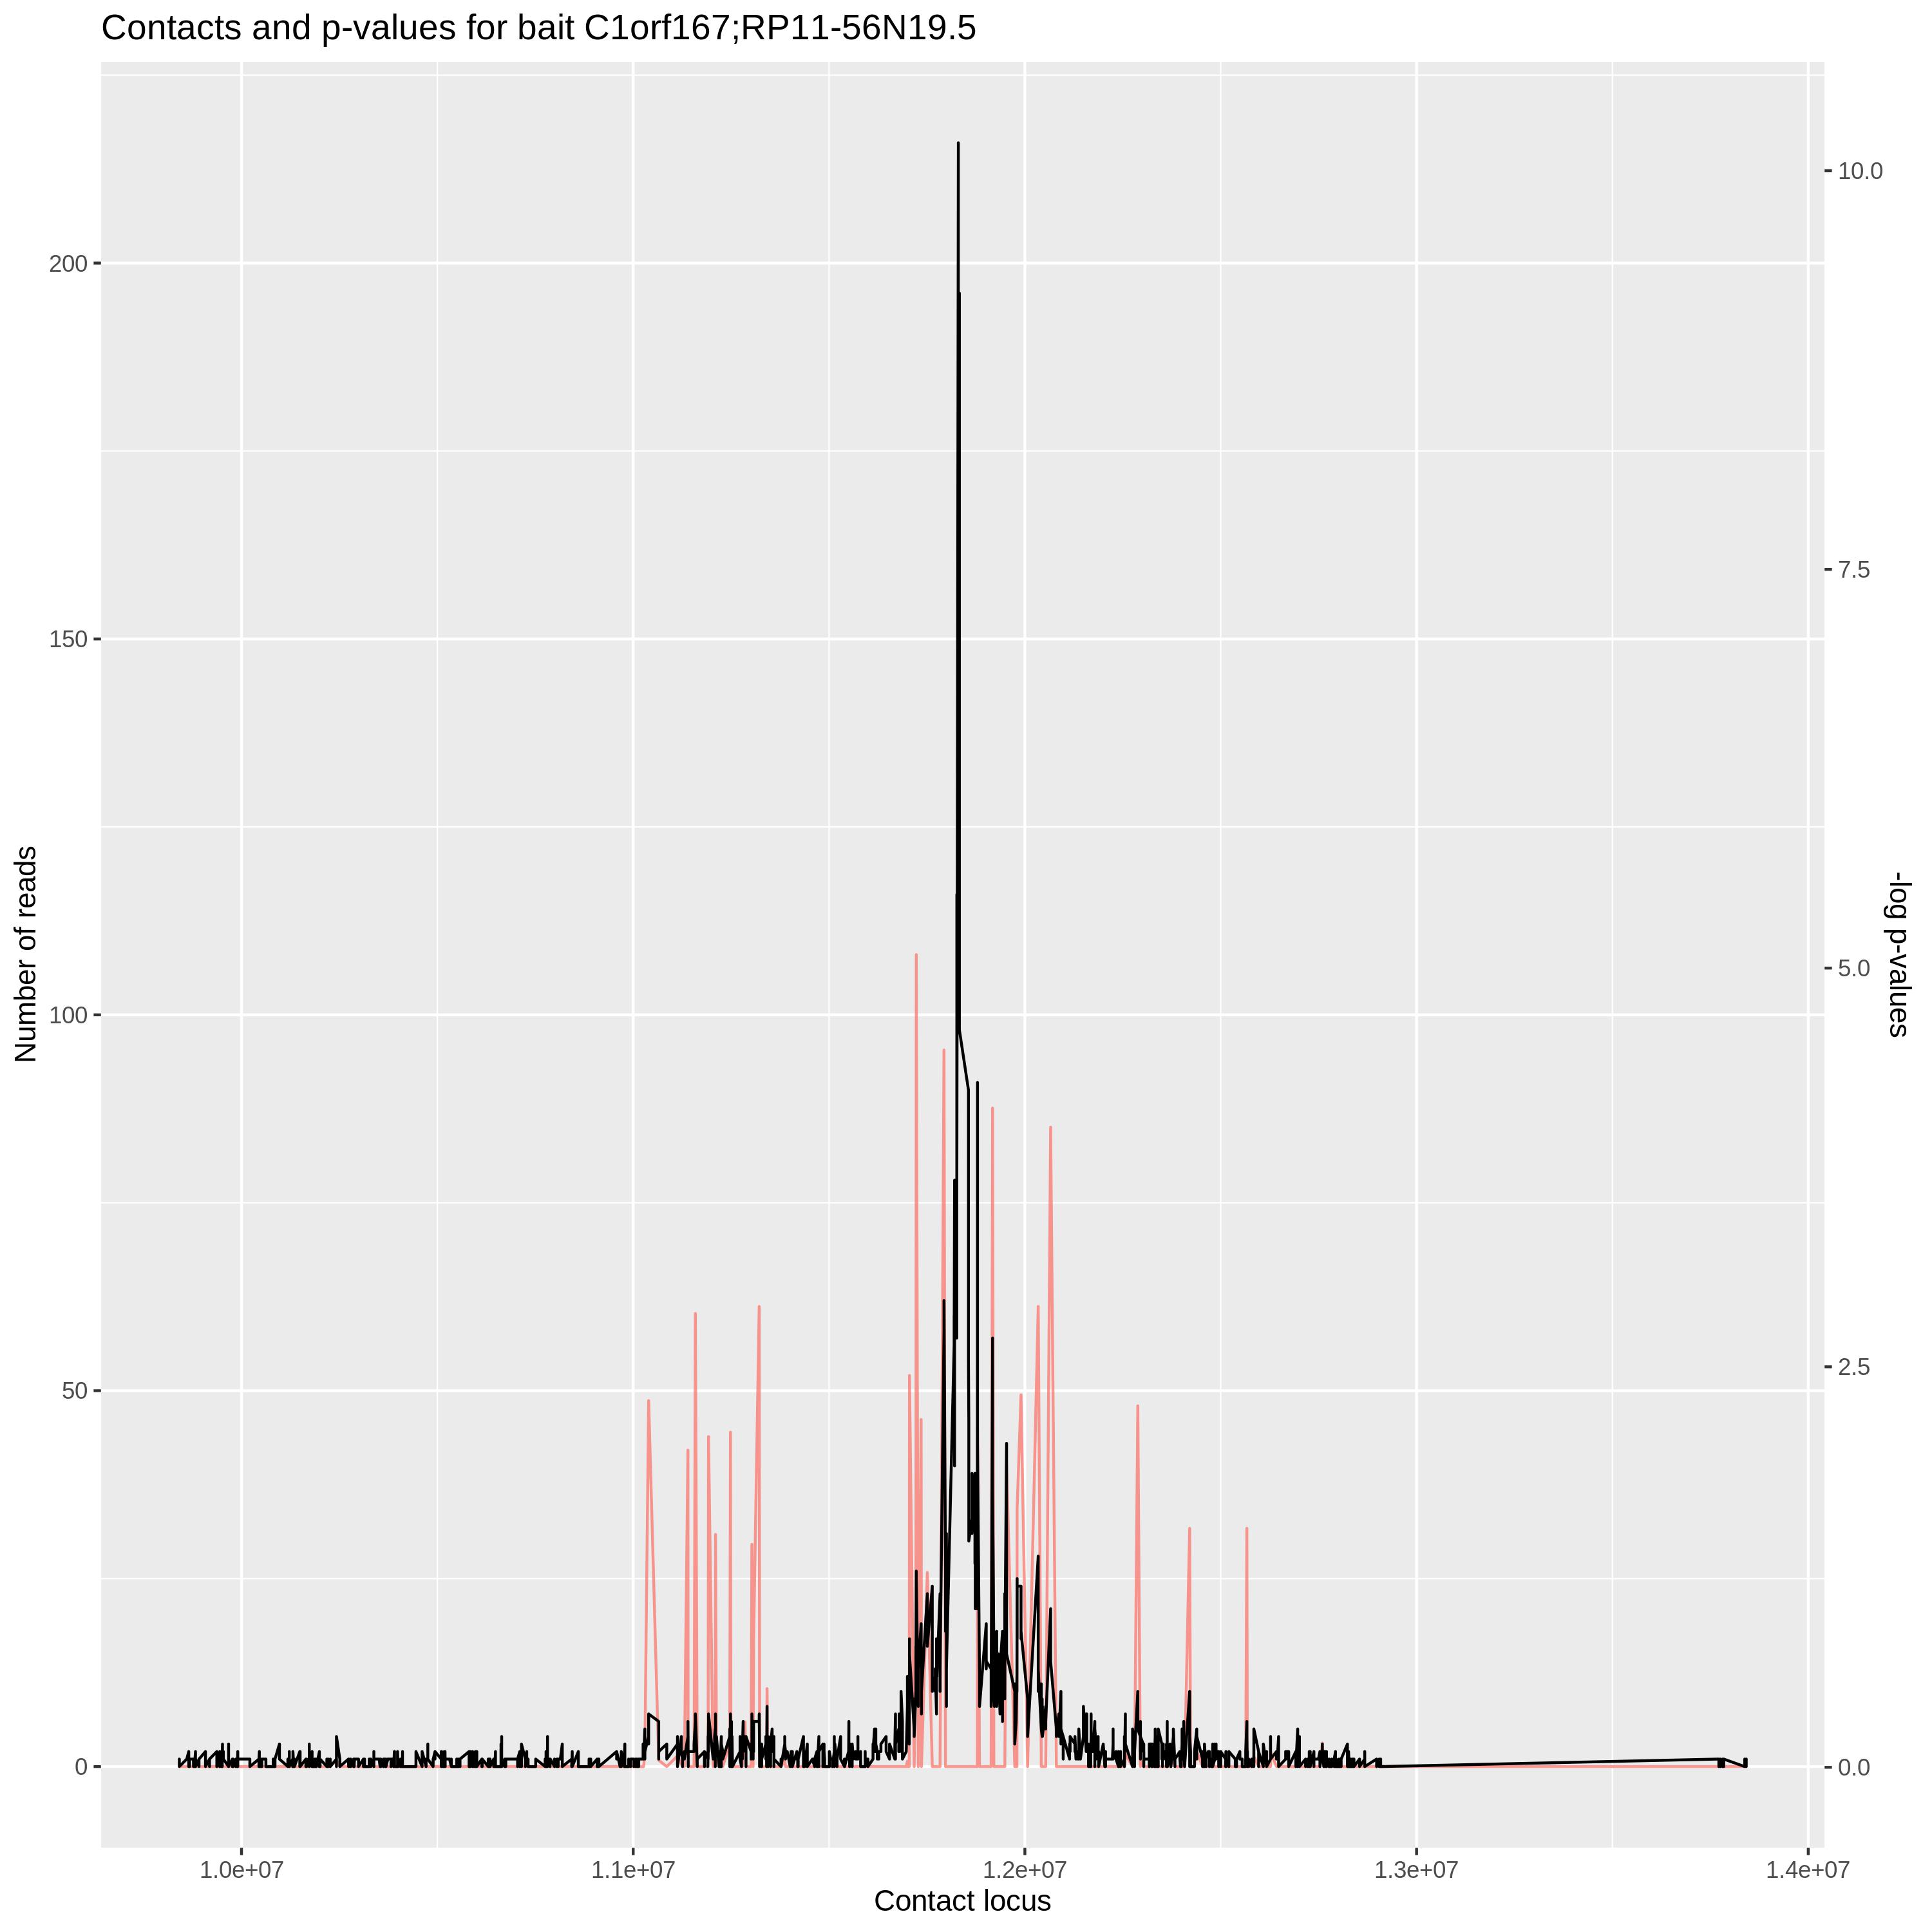 Contacts and p-values for bait C1orf167;RP11-56N19.5
Number of reads
200
150
100
50
0
10.0
7.5
5.0
2.5
0.0
-log p-values
1.0e+07 1.1e+07 1.2e+07 1.3e+07 1.4e+07
Contact locus